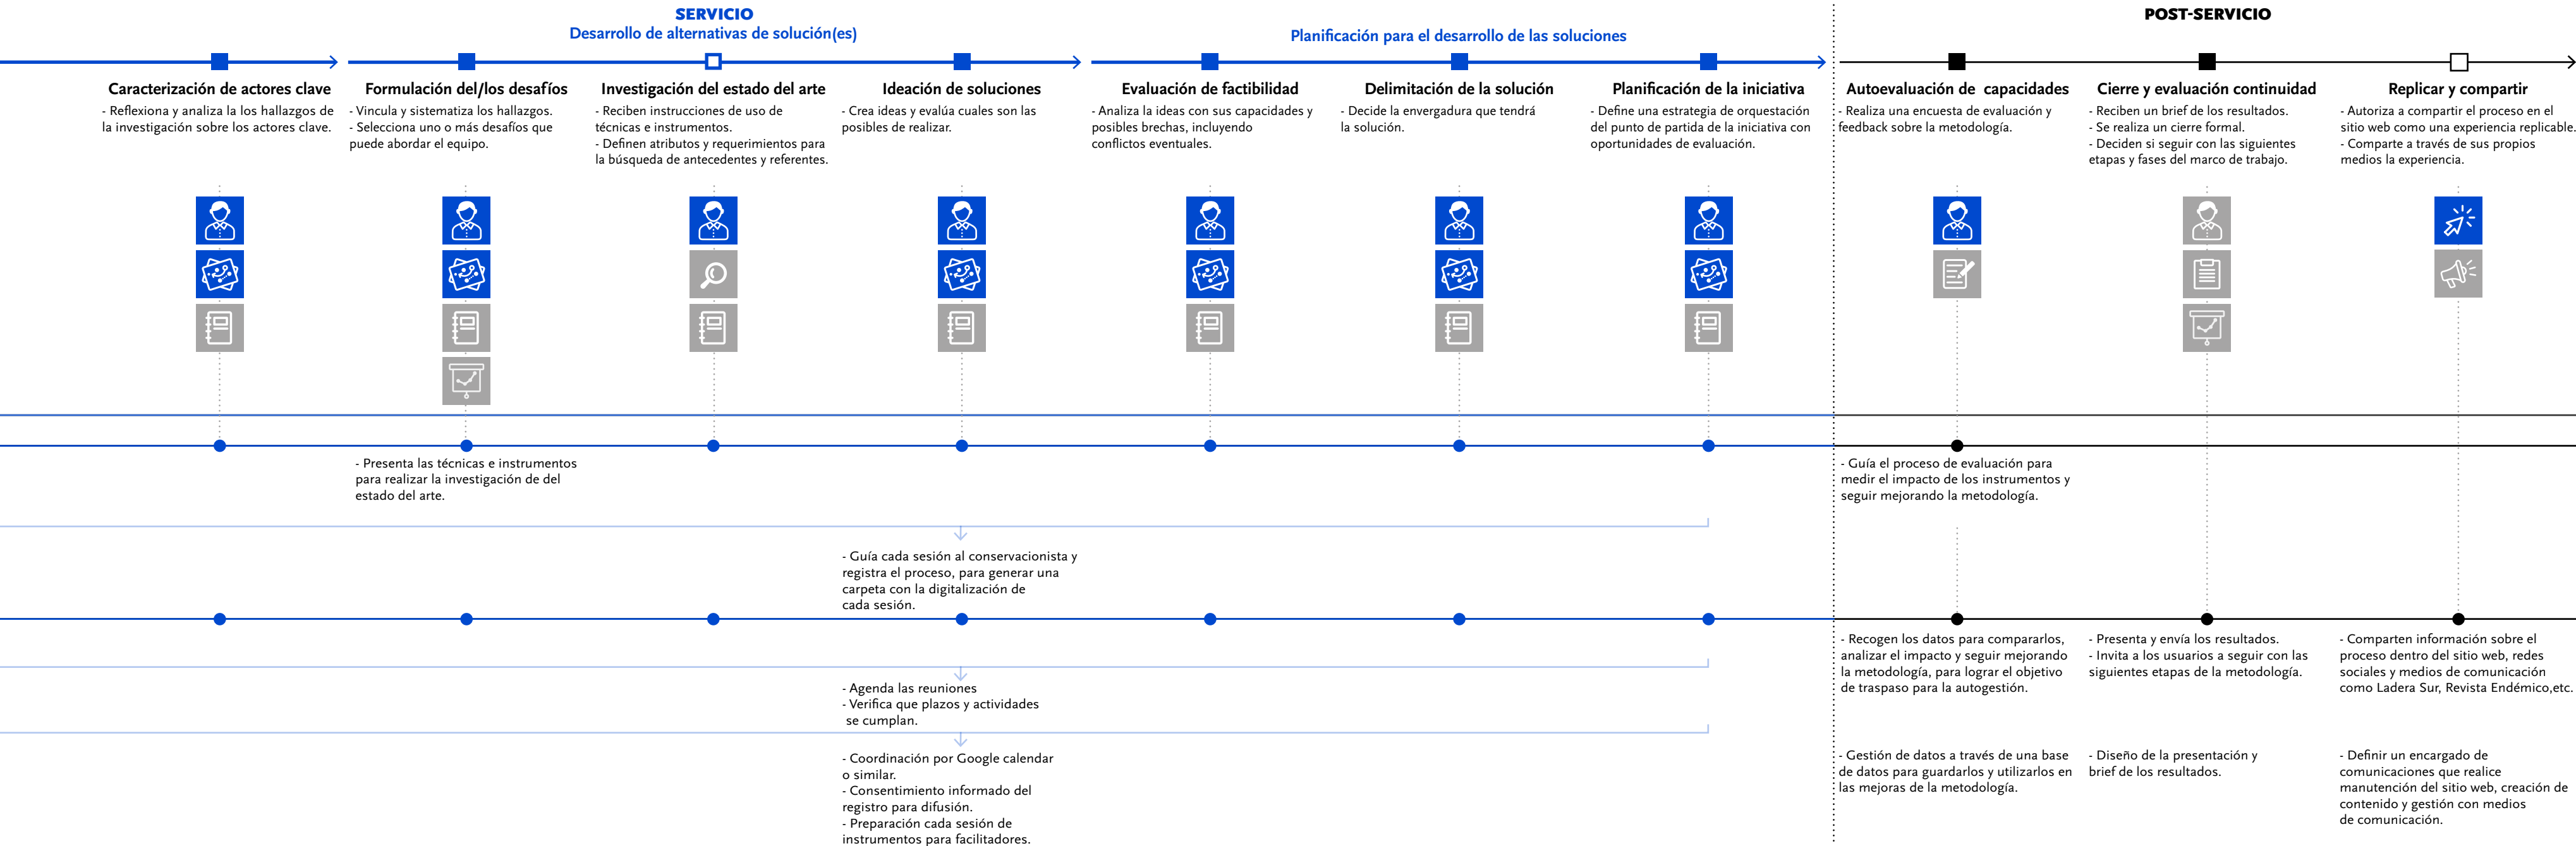 SERVICIO
Desarrollo de alternativas de solución(es)
Planificación para el desarrollo de las soluciones
POST-SERVICIO
Caracterización de actores clave
- Reflexiona y analiza la los hallazgos de
la investigación sobre los actores clave.
Formulación del/los desafíos
- Vincula y sistematiza los hallazgos.
- Selecciona uno o más desafíos que
puede abordar el equipo.
Investigación del estado del arte
- Reciben instrucciones de uso de
técnicas e instrumentos.
- Definen atributos y requerimientos para
la búsqueda de antecedentes y referentes.
Ideación de soluciones
- Crea ideas y evalúa cuales son las
posibles de realizar.
Evaluación de factibilidad
- Analiza la ideas con sus capacidades y
posibles brechas, incluyendo
conflictos eventuales.
Delimitación de la solución
- Decide la envergadura que tendrá
la solución.
Planificación de la iniciativa
- Define una estrategia de orquestación
del punto de partida de la iniciativa con
oportunidades de evaluación.
Autoevaluación de capacidades
- Realiza una encuesta de evaluación y
feedback sobre la metodología.
Cierre y evaluación continuidad
- Reciben un brief de los resultados.
- Se realiza un cierre formal.
- Deciden si seguir con las siguientes
etapas y fases del marco de trabajo.
Replicar y compartir
- Autoriza a compartir el proceso en el
sitio web como una experiencia replicable.
- Comparte a través de sus propios
medios la experiencia.
- Presenta las técnicas e instrumentos
para realizar la investigación de del
estado del arte.
- Guía el proceso de evaluación para
medir el impacto de los instrumentos y
seguir mejorando la metodología.
- Guía cada sesión al conservacionista y
registra el proceso, para generar una
carpeta con la digitalización de
cada sesión.
- Recogen los datos para compararlos,
analizar el impacto y seguir mejorando
la metodología, para lograr el objetivo
de traspaso para la autogestión.
- Presenta y envía los resultados.
- Invita a los usuarios a seguir con las
siguientes etapas de la metodología.
- Comparten información sobre el
proceso dentro del sitio web, redes
sociales y medios de comunicación
como Ladera Sur, Revista Endémico,etc.
- Agenda las reuniones
- Verifica que plazos y actividades
se cumplan.
- Coordinación por Google calendar
o similar.
- Consentimiento informado del
registro para difusión.
- Preparación cada sesión de
instrumentos para facilitadores.
- Gestión de datos a través de una base
de datos para guardarlos y utilizarlos en
las mejoras de la metodología.
- Diseño de la presentación y
brief de los resultados.
- Definir un encargado de
comunicaciones que realice
manutención del sitio web, creación de
contenido y gestión con medios
de comunicación.